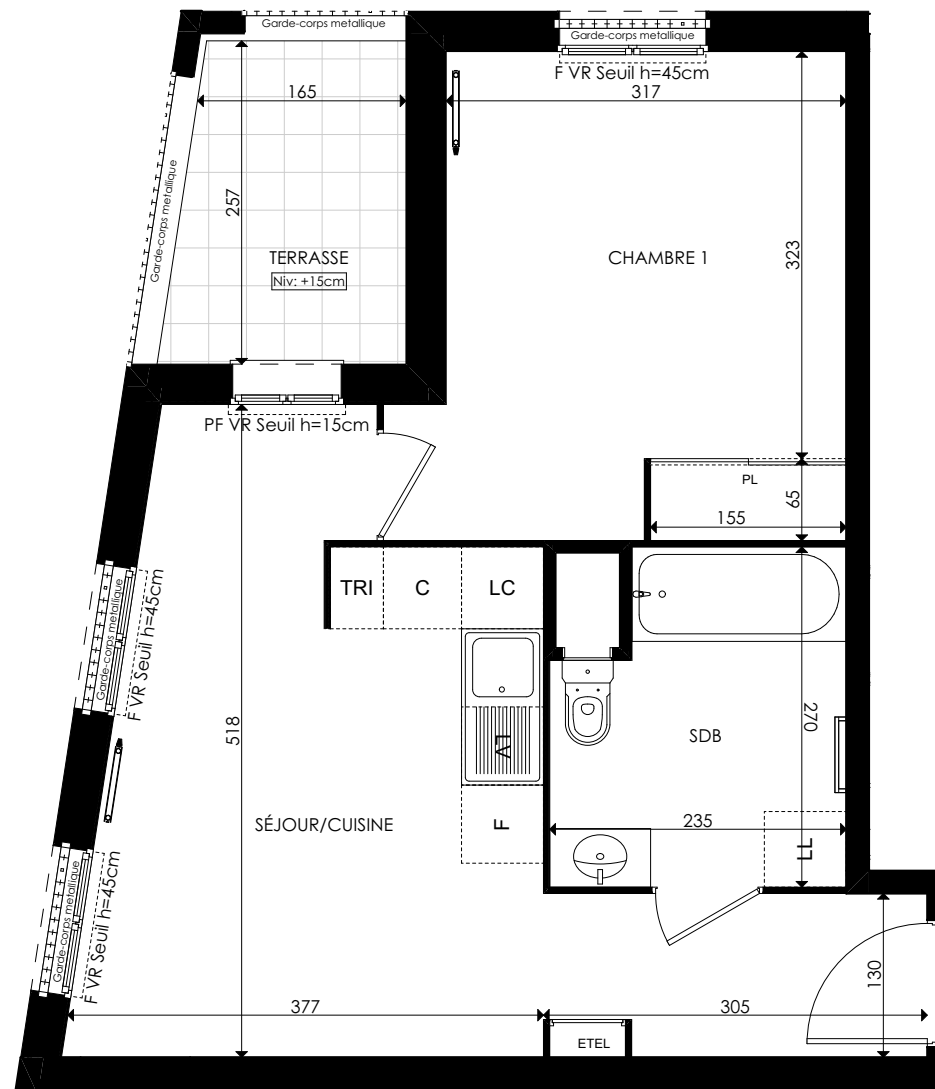 Garde-corps metallique
Garde-corps metallique
F VR Seuil h=45cm
165
317
Garde-corps metallique
257
TERRASSE
Niv: +15cm
CHAMBRE 1
323
PF VR Seuil h=15cm
PL
65
155
TRI
C
LC
Garde-corps metallique
F VR Seuil h=45cm
518
LV
SDB
270
SÉJOUR/CUISINE
F
235
LL
Garde-corps metallique
F VR Seuil h=45cm
130
377
305
ETEL